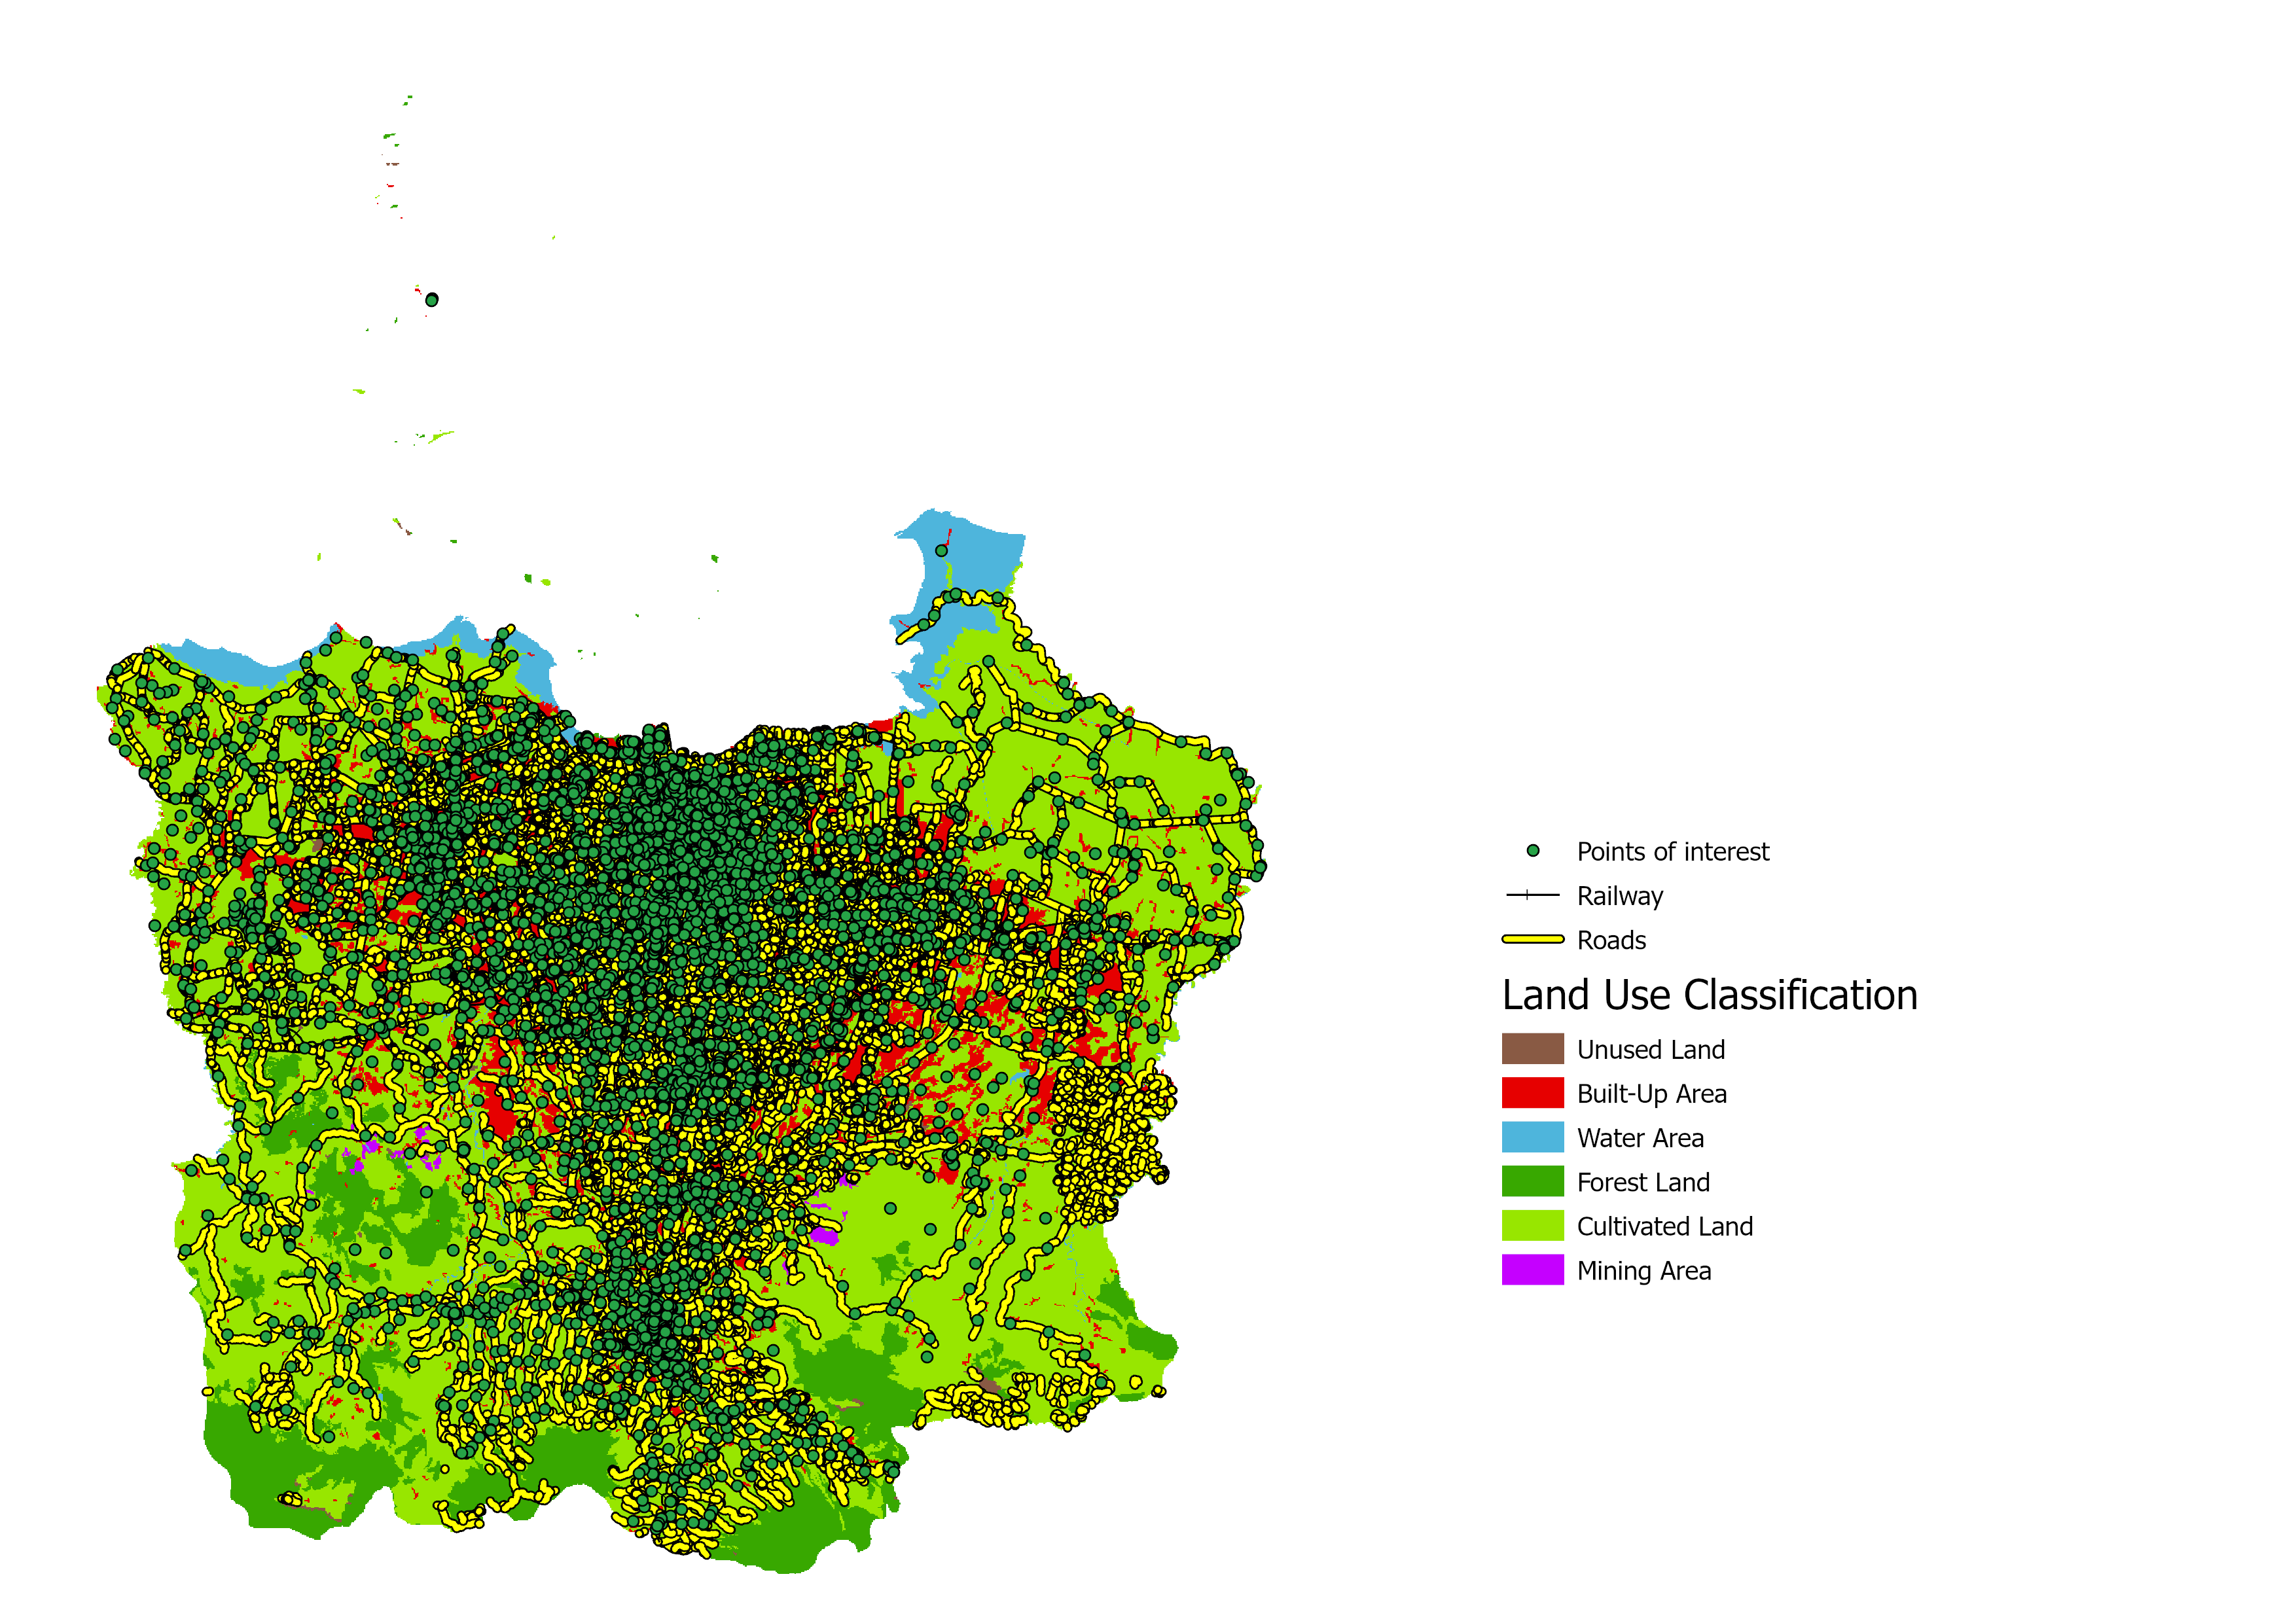 Points of interest
Railway
Roads
Land Use Classification
Unused Land
Built-Up Area
Water Area
Forest Land
Cultivated Land
Mining Area